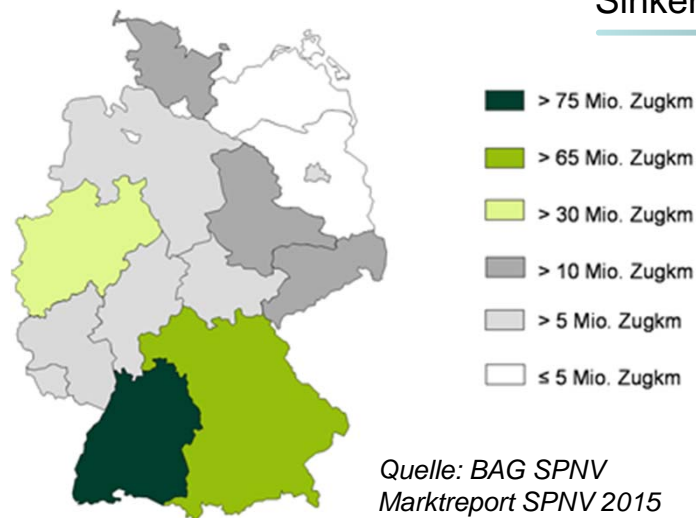 > 75 Mio. Zugkm
> 65 Mio. Zugkm
> 30 Mio. Zugkm
> 10 Mio. Zugkm
> 5 Mio. Zugkm
≤ 5 Mio. Zugkm
Quelle: BAG SPNV
Marktreport SPNV 2015